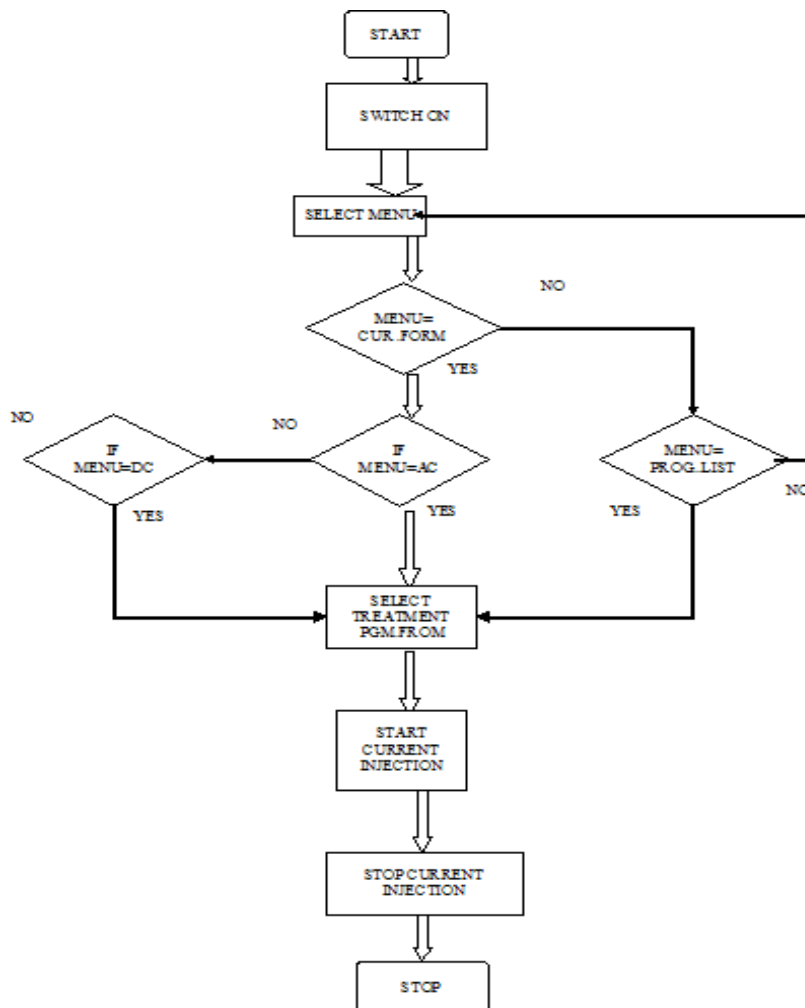 START
SWITCH ON
SELECT MENU
NO
MENU=
CUR.FORM
YES
NO
NO
IF
MENU=DC
IF
MENU=AC
MENU=
PROG.LIST
NO
YES
YES
YES
SELECT
TREATMENT
PGM.FROM
START
CURRENT
INJECTION
STOP CURRENT
INJECTION
STOP